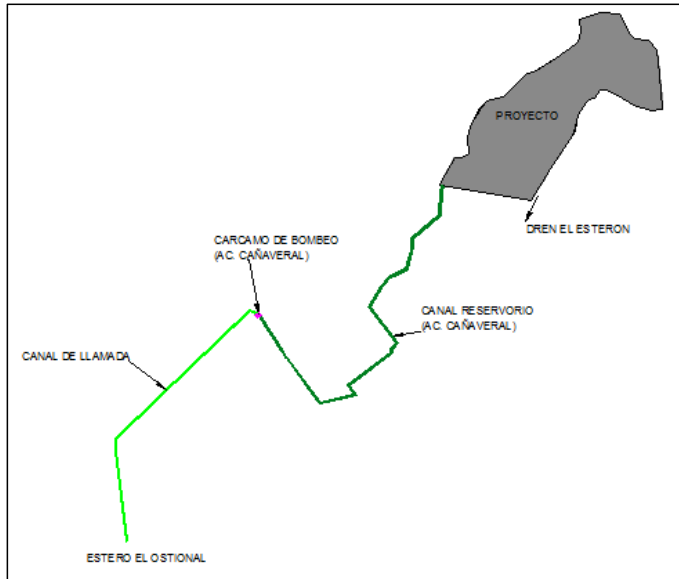 PROYECTO
DREN EL ESTERON
CARCAMO DE BOMBEO
(AC. CAÑAVERAL)
CANAL RESERVORIO
(AC. CAÑAVERAL)
CANAL DE LLAMADA
ESTERO EL OSTIONAL